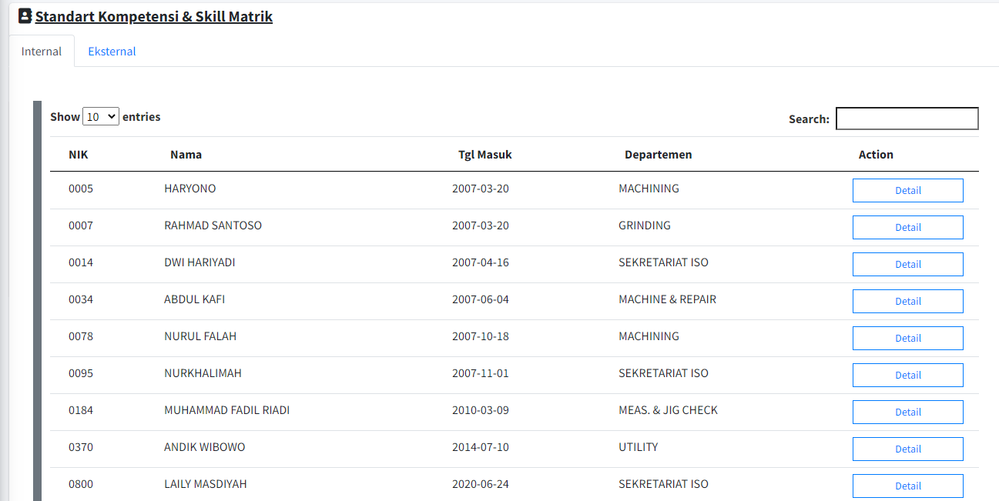 Standart Kompetensi & Skill Matrik
Internal Eksternal
Show 10 entries Search:
NIK Nama Tgl Masuk Departemen Action
0005 HARYONO 2007-03-20 MACHINING Detail
0007 RAHMAD SANTOSO 2007-03-20 GRINDING Detail
0014 DWI HARIYADI 2007-04-16 SEKRETARIAT ISO Detail
0034 ABDUL KAFI 2007-06-04 MACHINE & REPAIR Detail
0078 NURUL FALAH 2007-10-18 MACHINING Detail
0095 NURKHALIMAH 2007-11-01 SEKRETARIAT ISO Detail
0184 MUHAMMAD FADIL RIADI 2010-03-09 MEAS. & JIG CHECK Detail
0370 ANDIK WIBOWO 2014-07-10 UTILITY Detail
0800 LAILY MASDIYAH 2020-06-24 SEKRETARIAT ISO Detail